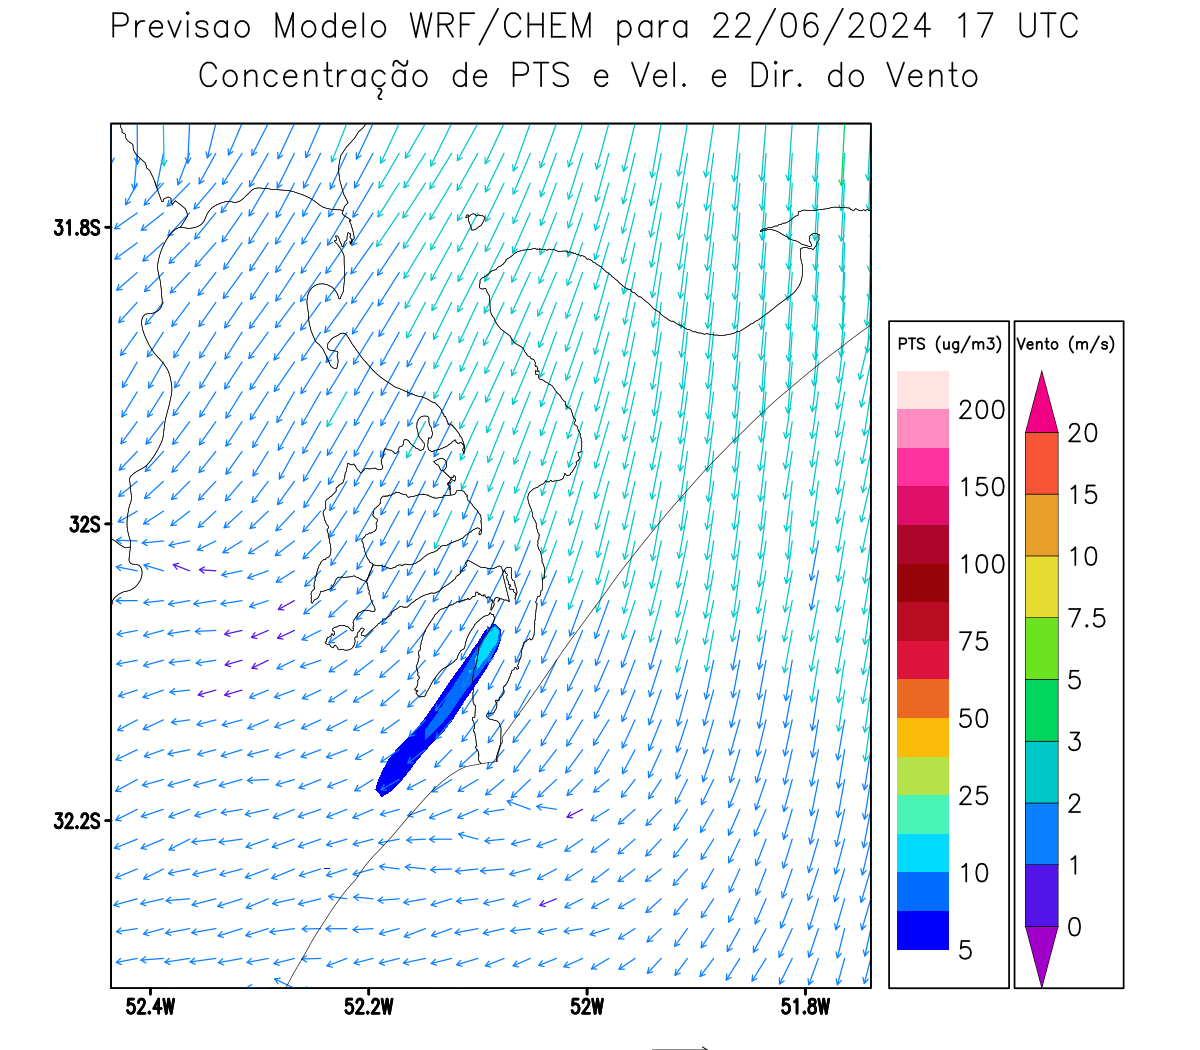 Previsao Modelo WRF/CHEM para 22/06/2024 17 UTC
Concentração de PTS e Vel. e Dir. do Vento
31.8S
32S
32.2S
52.4W 52.2W 52W 51.8W
PTS (ug/m3)
200
150
100
75
50
25
10
5
Vento (m/s)
20
15
10
7.5
5
3
2
1
0